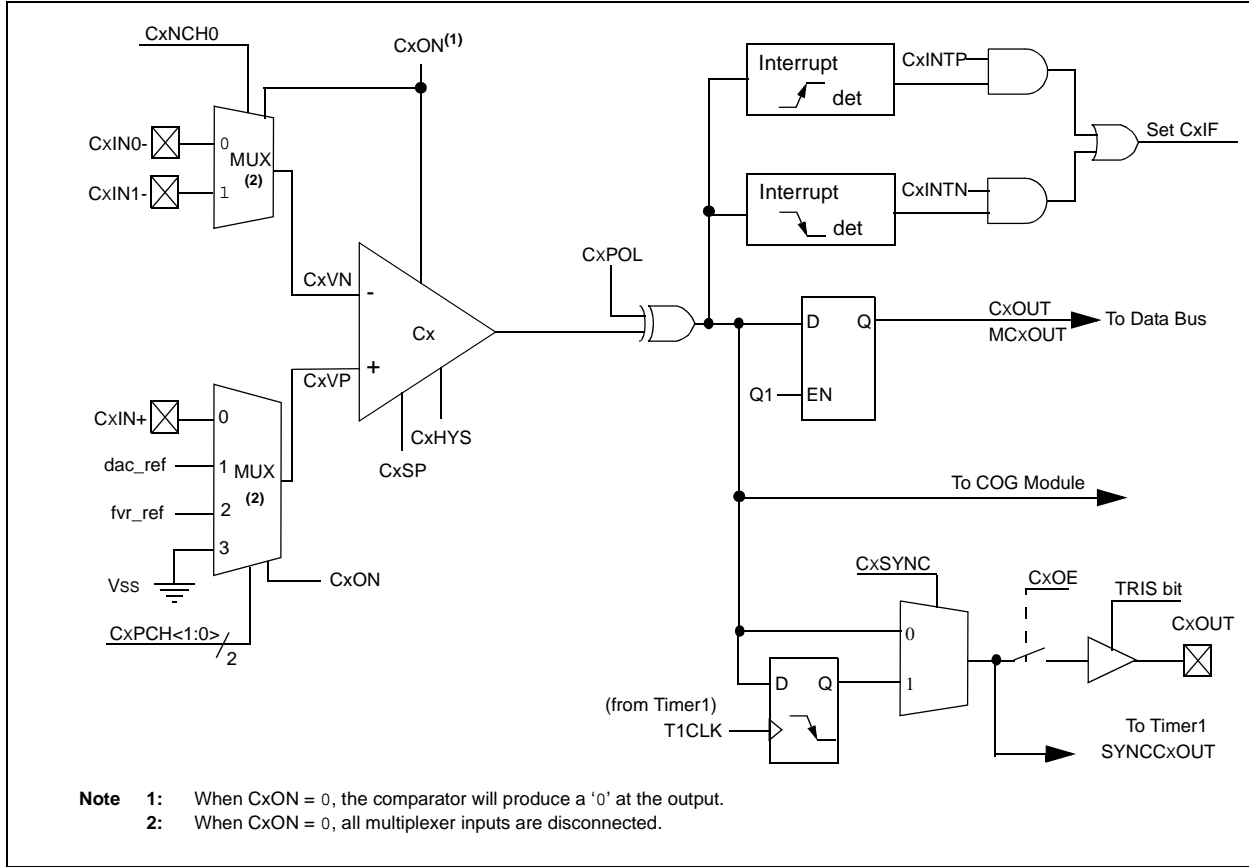 CxNCH0
CxON(1)
CxIN0-
0
MUX
(2)
CxIN1-
1
CxVN
-
Cx
+
CxVP
CxHYS
CxSP
CxIN+
0
dac_ref
1
MUX
(2)
fvr_ref
2
3
Vss
CxON
CxPCH<1:0>
2
CxPOL
Interrupt
det
CxINTP
Interrupt
det
CxINTN
Set CxIF
D
Q
Q1
EN
CxOUT
MCxOUT
To Data Bus
To COG Module
CxSYNC
0
1
D
Q
(from Timer1)
T1CLK
CxOE
TRIS bit
CxOUT
To Timer1
SYNCCxOUT
Note 1: When CxON = 0, the comparator will produce a ‘0’ at the output.
2: When CxON = 0, all multiplexer inputs are disconnected.